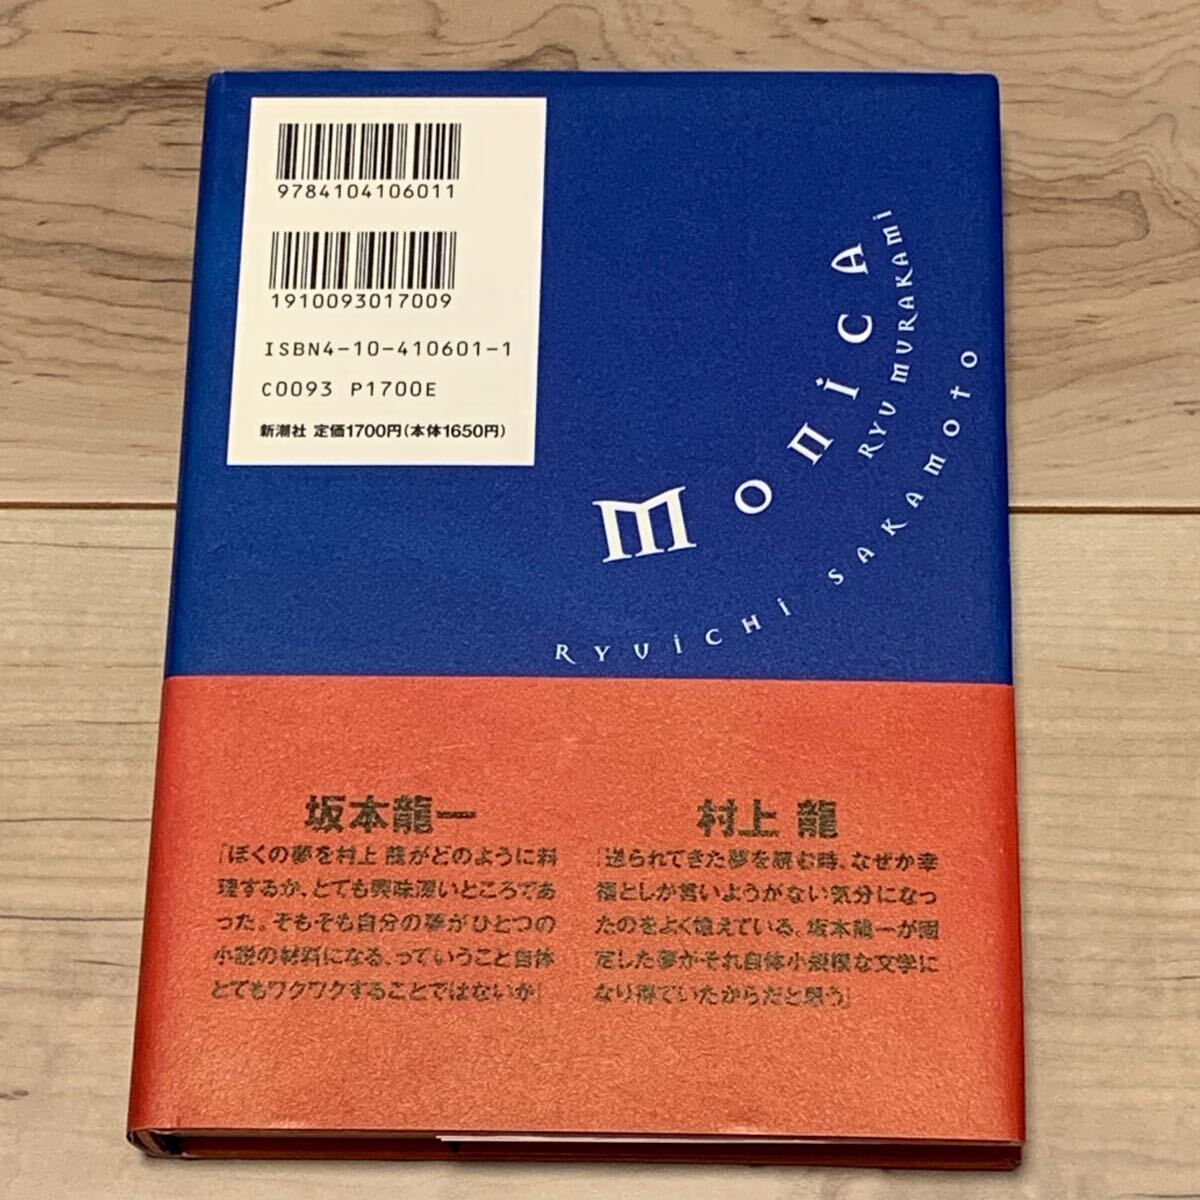 9784104106011
1910093017009
ISBN4-10-410601-1
C0093 P1700E
新潮社 定価1700円(本体1650円)
monica
RYU MURAKAMI
RYUICHI SAKAMOTO
坂本龍一
「ぼくの夢を村上 龍がどのように料
理するか、とても興味深いところであ
った。そもそも自分の夢がひとつの
小説の材料になる、っていうこと自体
とてもワクワクすることではないか」
村上 龍
「送られてきた夢を読む時、なぜか幸
福としか言いようがない気分になっ
たのをよく憶えている。坂本龍一が固
定した夢がそれ自体小規模な文学に
なり得ていたからだと思う」